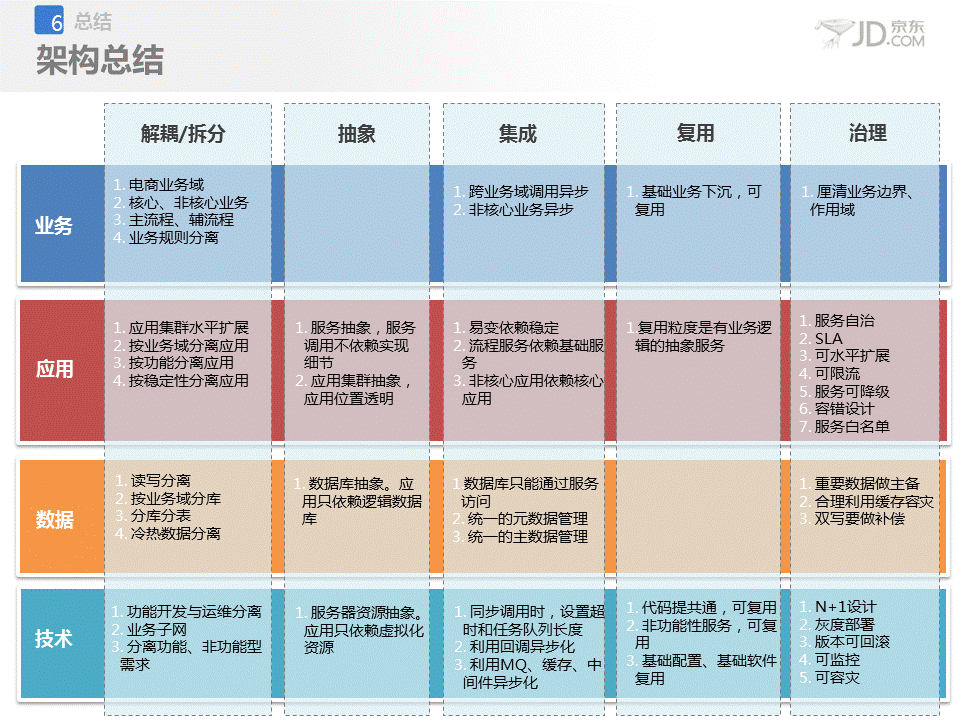 6 总结
架构总结
JD京东
.COM
解耦/拆分
抽象
集成
复用
治理
业务
1. 电商业务域
2. 核心、非核心业务
3. 主流程、辅流程
4. 业务规则分离
1. 跨业务域调用异步
2. 非核心业务异步
1. 基础业务下沉，可
复用
1. 厘清业务边界、
作用域
应用
1. 应用集群水平扩展
2. 按业务域分离应用
3. 按功能分离应用
4. 按稳定性分离应用
1. 服务抽象，服务
调用不依赖实现
细节
2. 应用集群抽象，
应用位置透明
1. 易变依赖稳定
2. 流程服务依赖基础服
务
3. 非核心应用依赖核心
应用
1. 复用粒度是有业务逻
辑的抽象服务
1. 服务自治
2. SLA
3. 可水平扩展
4. 可限流
5. 服务可降级
6. 容错设计
7. 服务白名单
数据
1. 读写分离
2. 按业务域分库
3. 分库分表
4. 冷热数据分离
1. 数据库抽象。应
用只依赖逻辑数据
库
1 数据库只能通过服务
访问
2. 统一的元数据管理
3. 统一的主数据管理
1. 重要数据做主备
2. 合理利用缓存容灾
3. 双写要做补偿
技术
1. 功能开发与运维分离
2. 业务子网
3. 分离功能、非功能型
需求
1. 服务器资源抽象。
应用只依赖虚拟化
资源
1. 同步调用时，设置超
时和任务队列长度
2. 利用回调异步化
3. 利用MQ、缓存、中
间件异步化
1. 代码提共通，可复用
2. 非功能性服务，可复
用
3. 基础配置、基础软件
复用
1. N+1设计
2. 灰度部署
3. 版本可回滚
4. 可监控
5. 可容灾